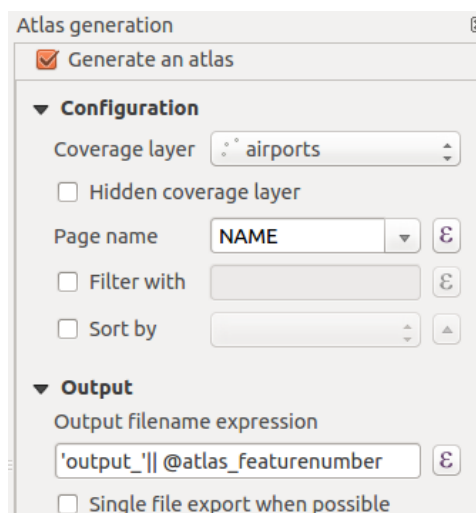 Atlas generation
Generate an atlas
Configuration
Coverage layer airports
Hidden coverage layer
Page name NAME ε
Filter with ε
Sort by
Output
Output filename expression
'output_'|| @atlas_featurenumber ε
Single file export when possible